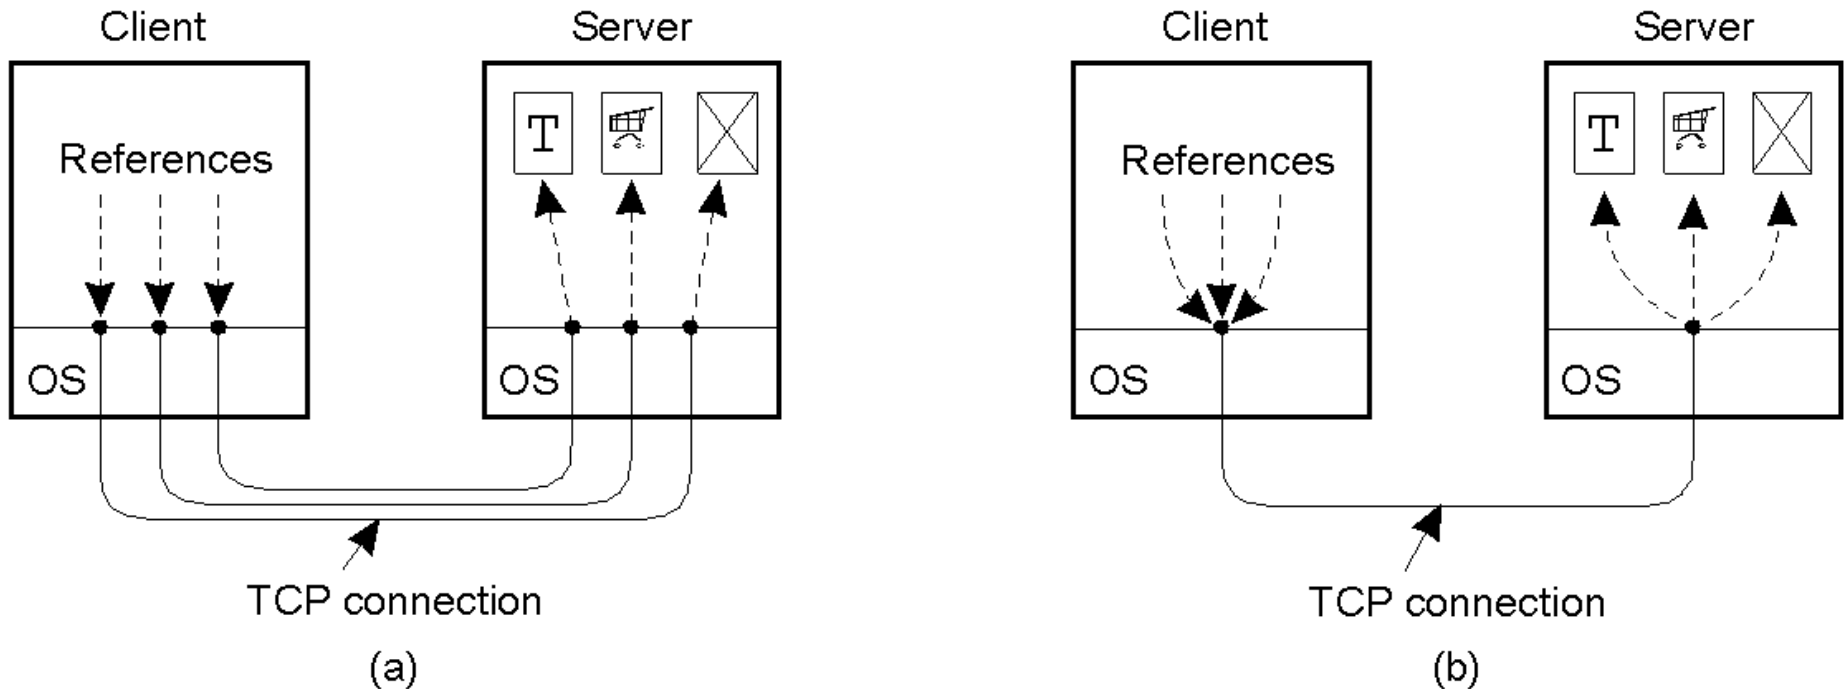 Client
Server
T
References
OS
OS
TCP connection
(a)
Client
Server
T
References
OS
OS
TCP connection
(b)